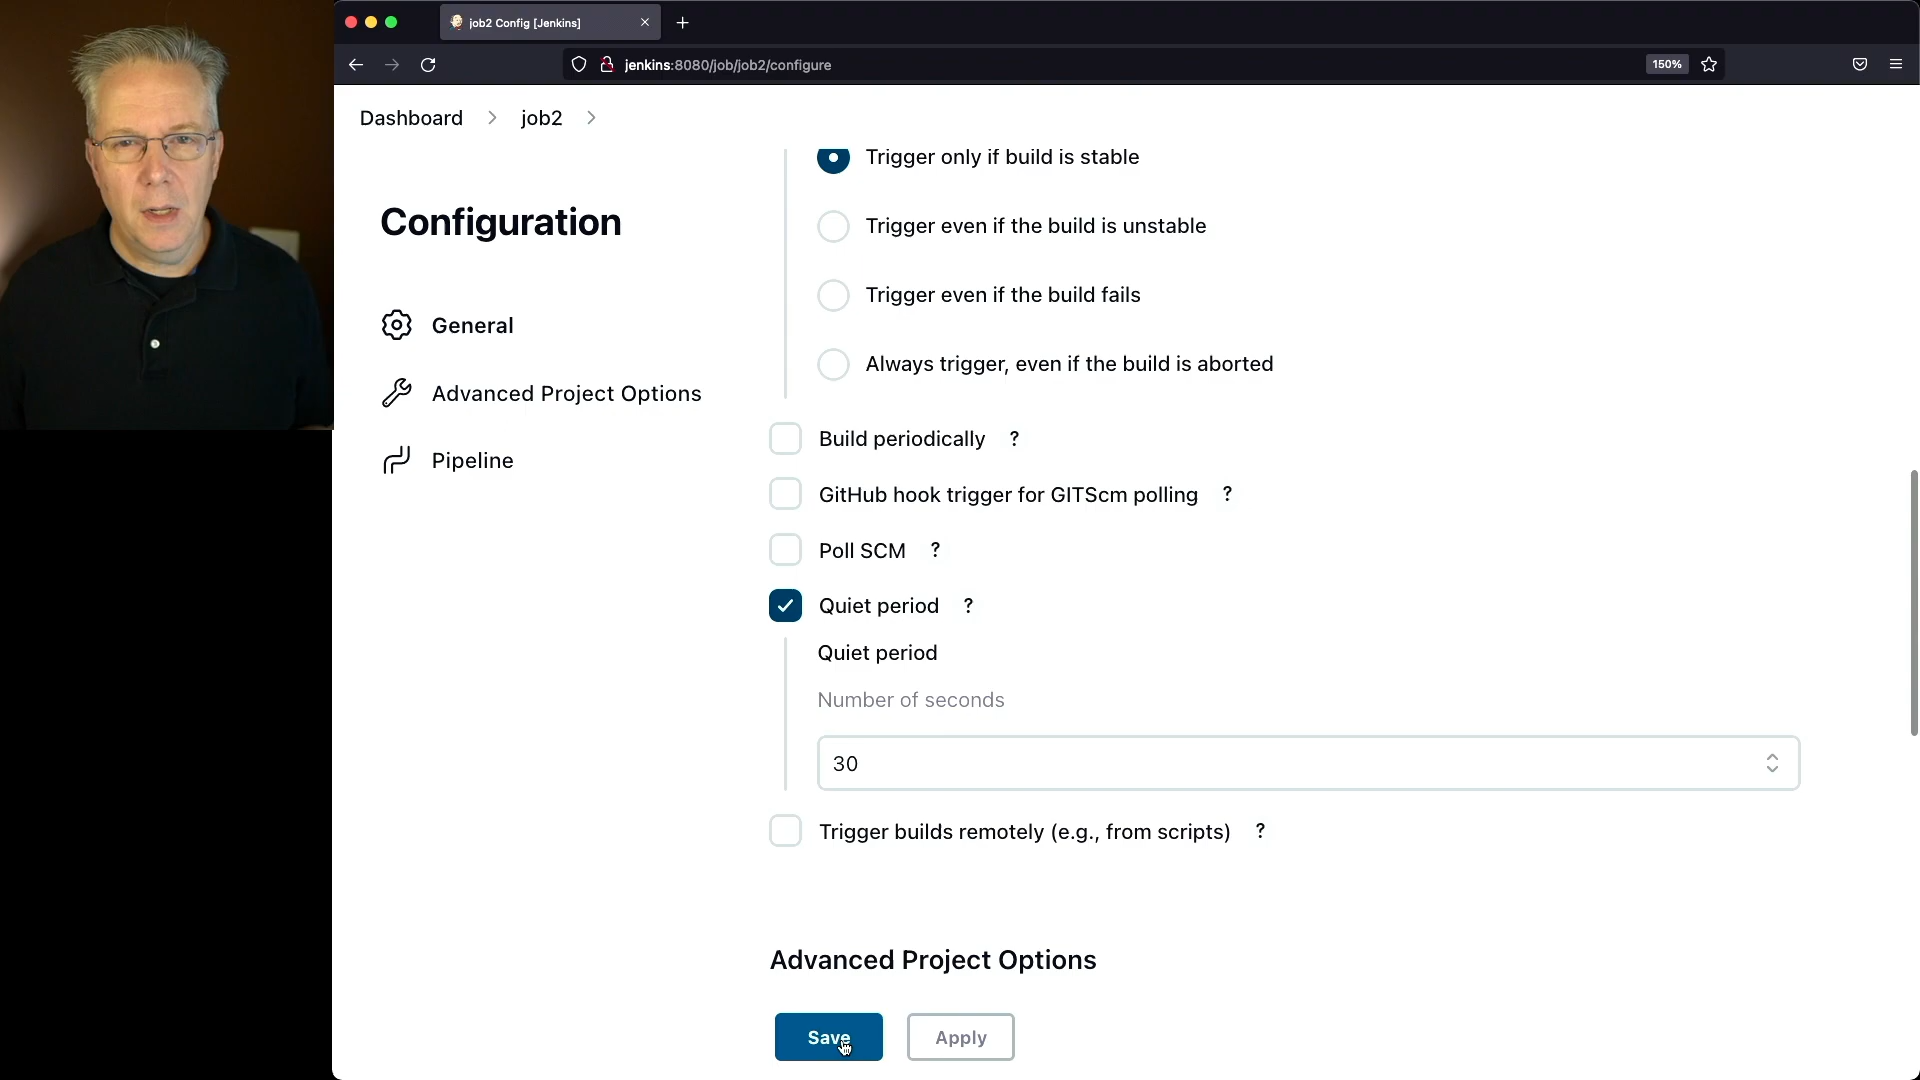 job2 Config [Jenkins]
jenkins:8080/job/job2/configure
150%
Dashboard
job2
Configuration
General
Advanced Project Options
Pipeline
Trigger only if build is stable
Trigger even if the build is unstable
Trigger even if the build fails
Always trigger, even if the build is aborted
Build periodically ?
GitHub hook trigger for GITScm polling ?
Poll SCM ?
Quiet period ?
Quiet period
Number of seconds
30
Trigger builds remotely (e.g., from scripts) ?
Advanced Project Options
Save
Apply